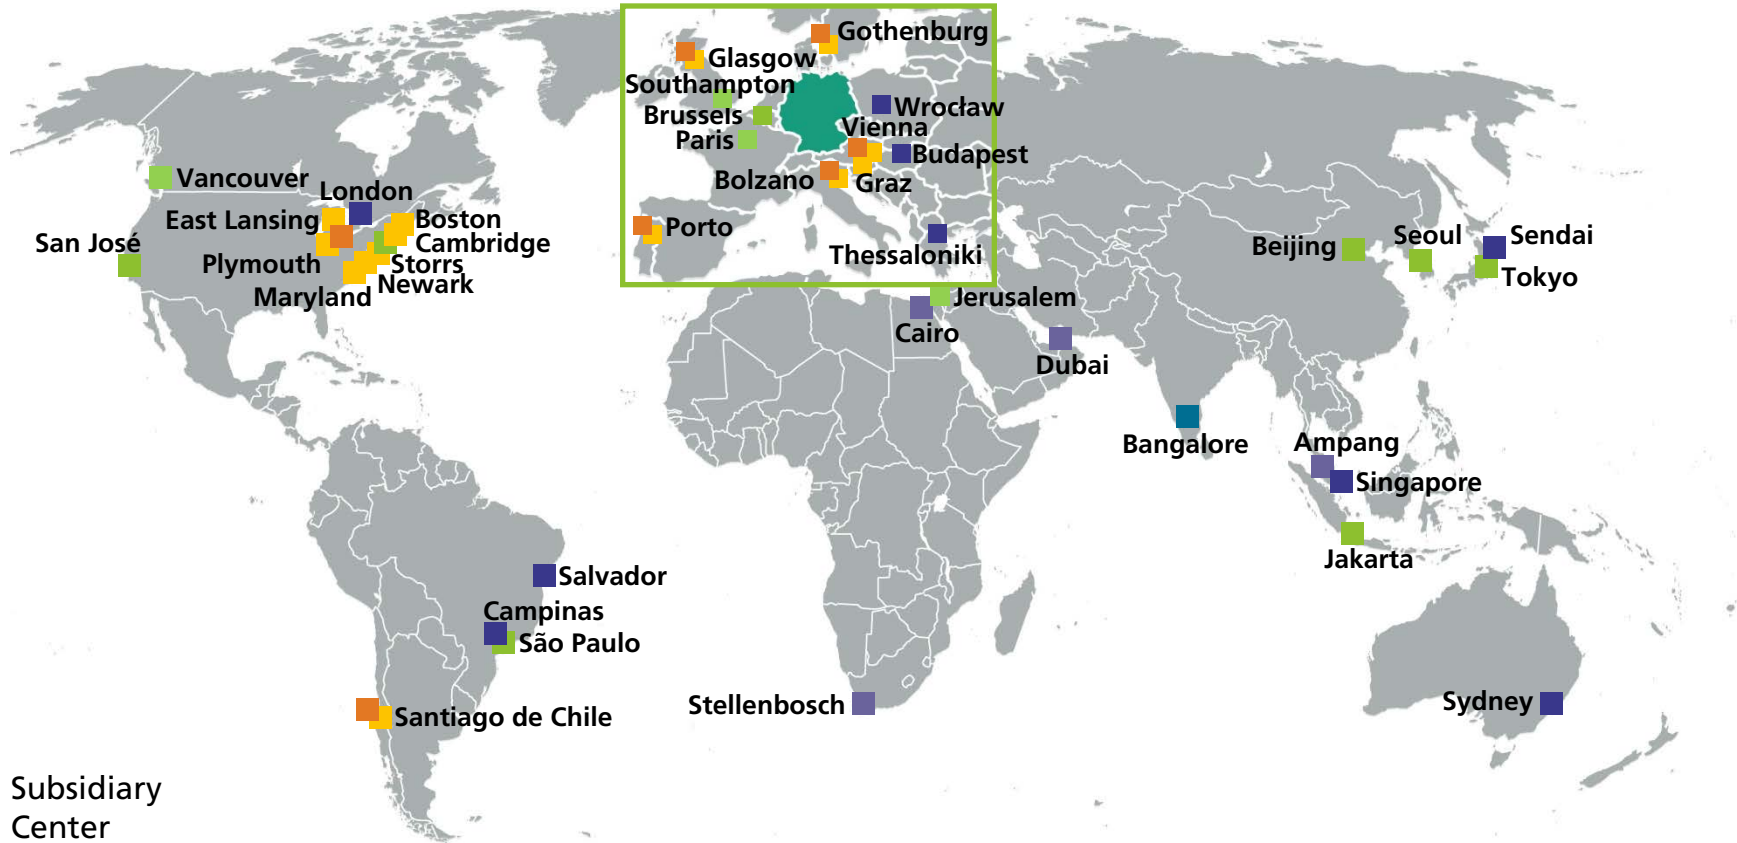 Gothenburg
Glasgow
Southampton
Wrocław
Brussels
Vienna
Paris
Budapest
Bolzano
Graz
Porto
Thessaloniki
Vancouver
London
East Lansing
Boston
San José
Cambridge
Plymouth
Storrs
Newark
Maryland
Beijing
Seoul
Sendai
Tokyo
Jerusalem
Cairo
Dubai
Bangalore
Ampang
Singapore
Jakarta
Salvador
Campinas
São Paulo
Stellenbosch
Sydney
Santiago de Chile
Subsidiary
Center